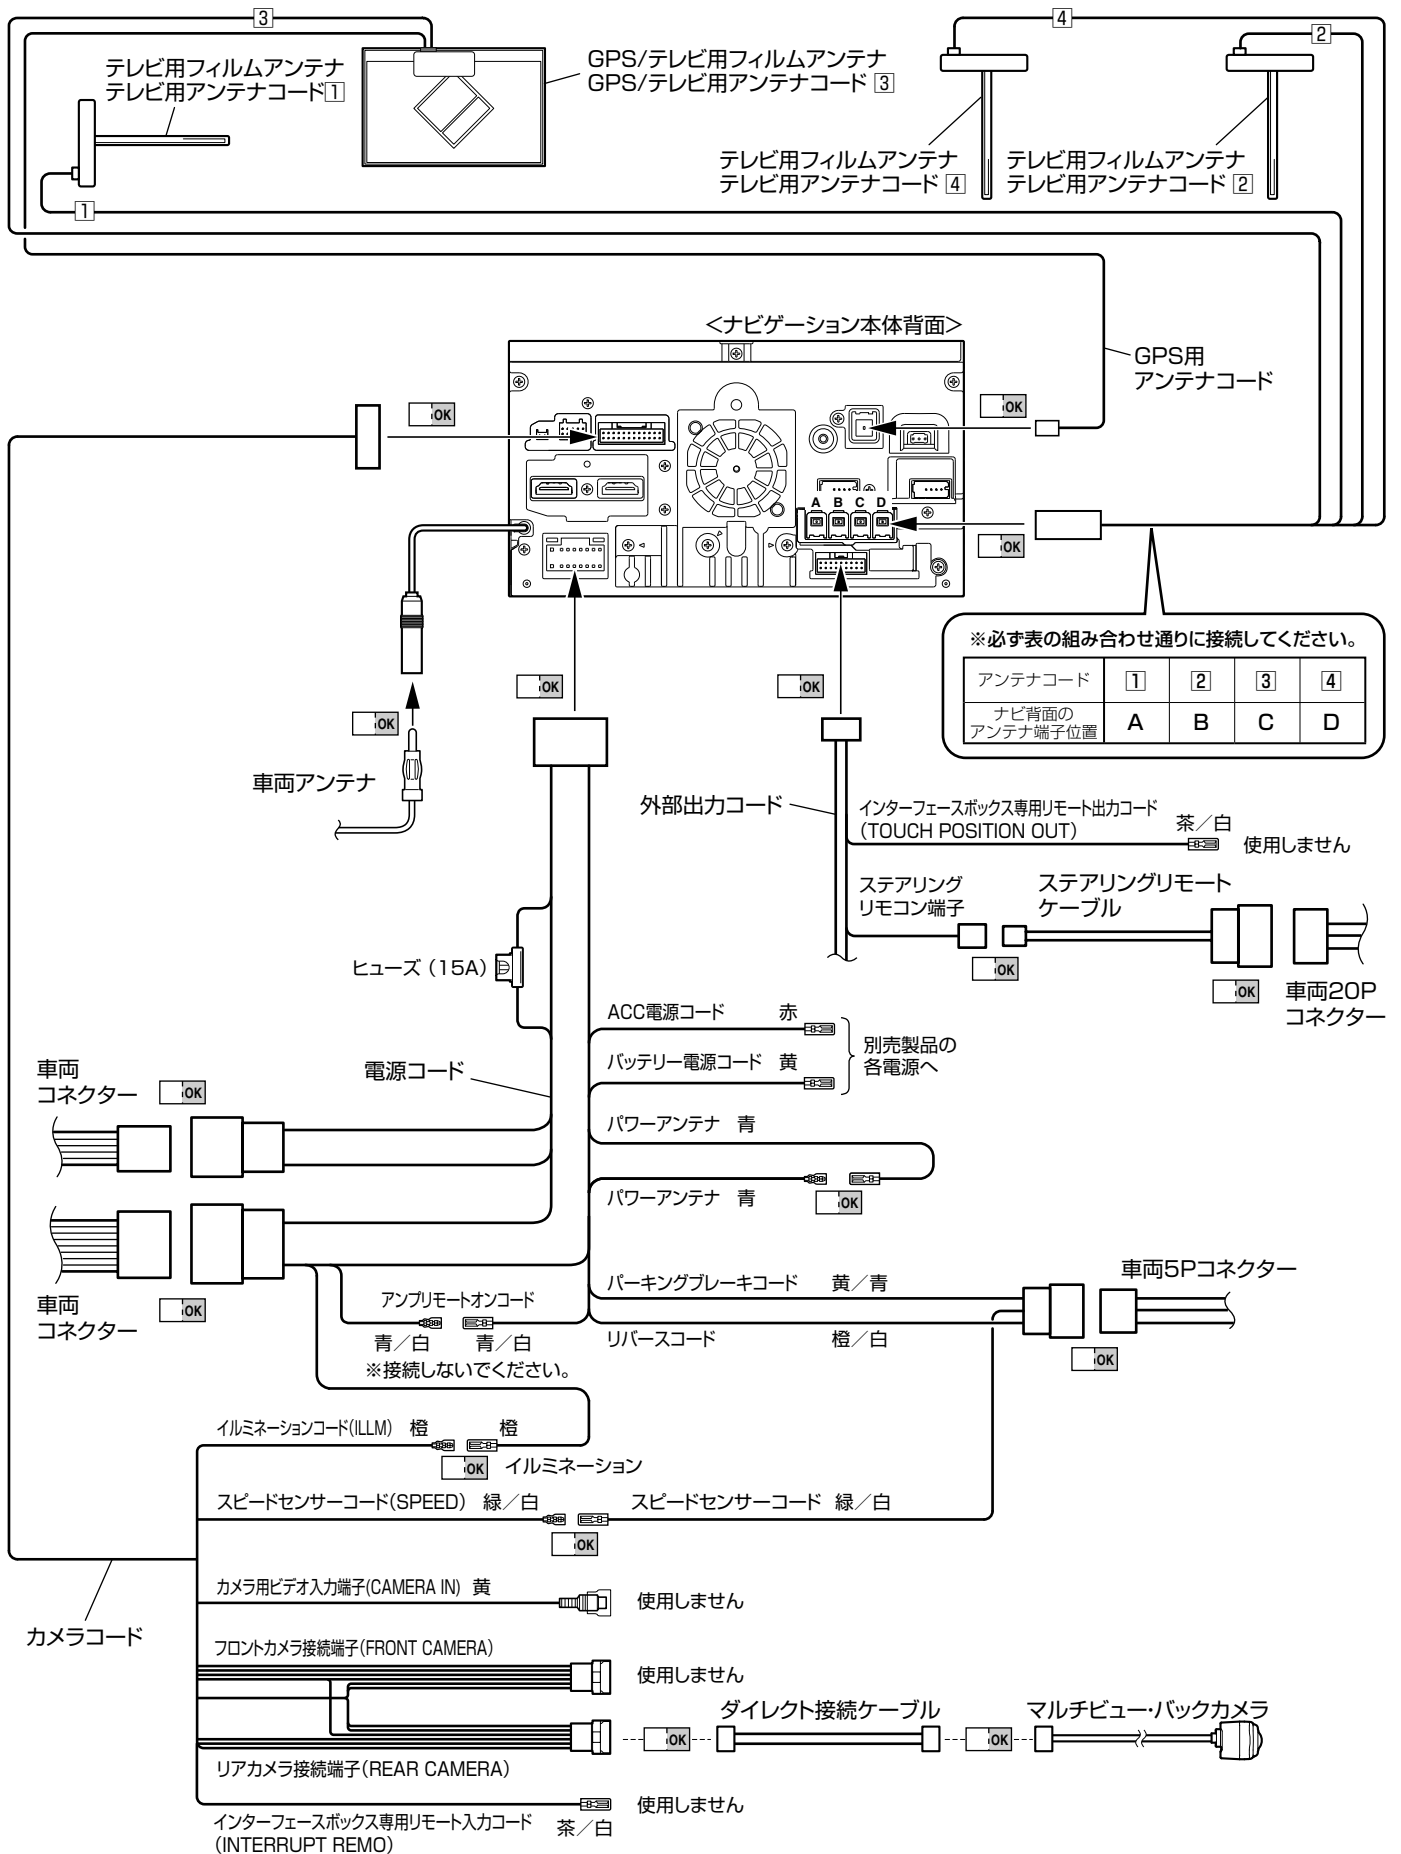 3
4
2
テレビ用フィルムアンテナ
テレビ用アンテナコード1
GPS/テレビ用フィルムアンテナ
GPS/テレビ用アンテナコード 3
テレビ用フィルムアンテナ
テレビ用アンテナコード 4
テレビ用フィルムアンテナ
テレビ用アンテナコード 2
1
<ナビゲーション本体背面>
GPS用
アンテナコード
OK
OK
A B C D
OK
※必ず表の組み合わせ通りに接続してください。
アンテナコード 1 2 3 4
ナビ背面の
アンテナ端子位置 A B C D
OK
OK
OK
車両アンテナ
外部出力コード
インターフェースボックス専用リモート出力コード
(TOUCH POSITION OUT)
茶／白
使用しません
ステアリング
リモコン端子
ステアリングリモート
ケーブル
OK
OK
車両20P
コネクター
ヒューズ (15A)
ACC電源コード 赤
バッテリー電源コード 黄
別売製品の
各電源へ
電源コード
車両
コネクター
OK
パワーアンテナ 青
パワーアンテナ 青
OK
車両
コネクター
OK
アンプリモートオンコード
青／白 青／白
※接続しないでください。
パーキングブレーキコード 黄／青
リバースコード 橙／白
車両5Pコネクター
OK
イルミネーションコード(ILLM) 橙 橙
OK
イルミネーション
スピードセンサーコード(SPEED) 緑／白 スピードセンサーコード 緑／白
OK
カメラコード
カメラ用ビデオ入力端子(CAMERA IN) 黄
使用しません
フロントカメラ接続端子(FRONT CAMERA)
使用しません
リアカメラ接続端子(REAR CAMERA)
OK
ダイレクト接続ケーブル
OK
マルチビュー・バックカメラ
インターフェースボックス専用リモート入力コード
(INTERRUPT REMO)
茶／白
使用しません